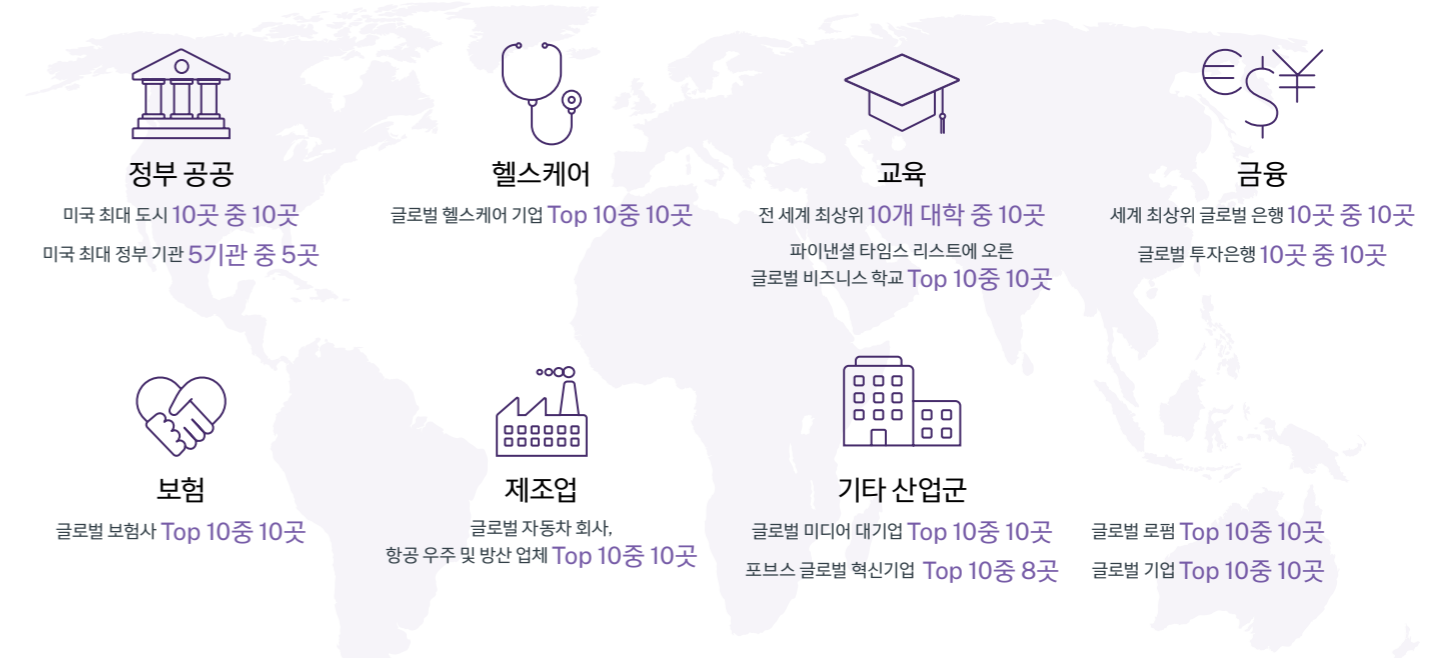 정부 공공
미국 최대 도시 10곳 중 10곳
미국 최대 정부 기관 5기관 중 5곳
헬스케어
글로벌 헬스케어 기업 Top 10중 10곳
교육
전 세계 최상위 10개 대학 중 10곳
파이낸셜 타임스 리스트에 오른
글로벌 비즈니스 학교 Top 10중 10곳
금융
세계 최상위 글로벌 은행 10곳 중 10곳
글로벌 투자은행 10곳 중 10곳
보험
글로벌 보험사 Top 10중 10곳
제조업
글로벌 자동차 회사,
항공 우주 및 방산 업체 Top 10중 10곳
기타 산업군
글로벌 미디어 대기업 Top 10중 10곳
포브스 글로벌 혁신기업 Top 10중 8곳
글로벌 로펌 Top 10중 10곳
글로벌 기업 Top 10중 10곳